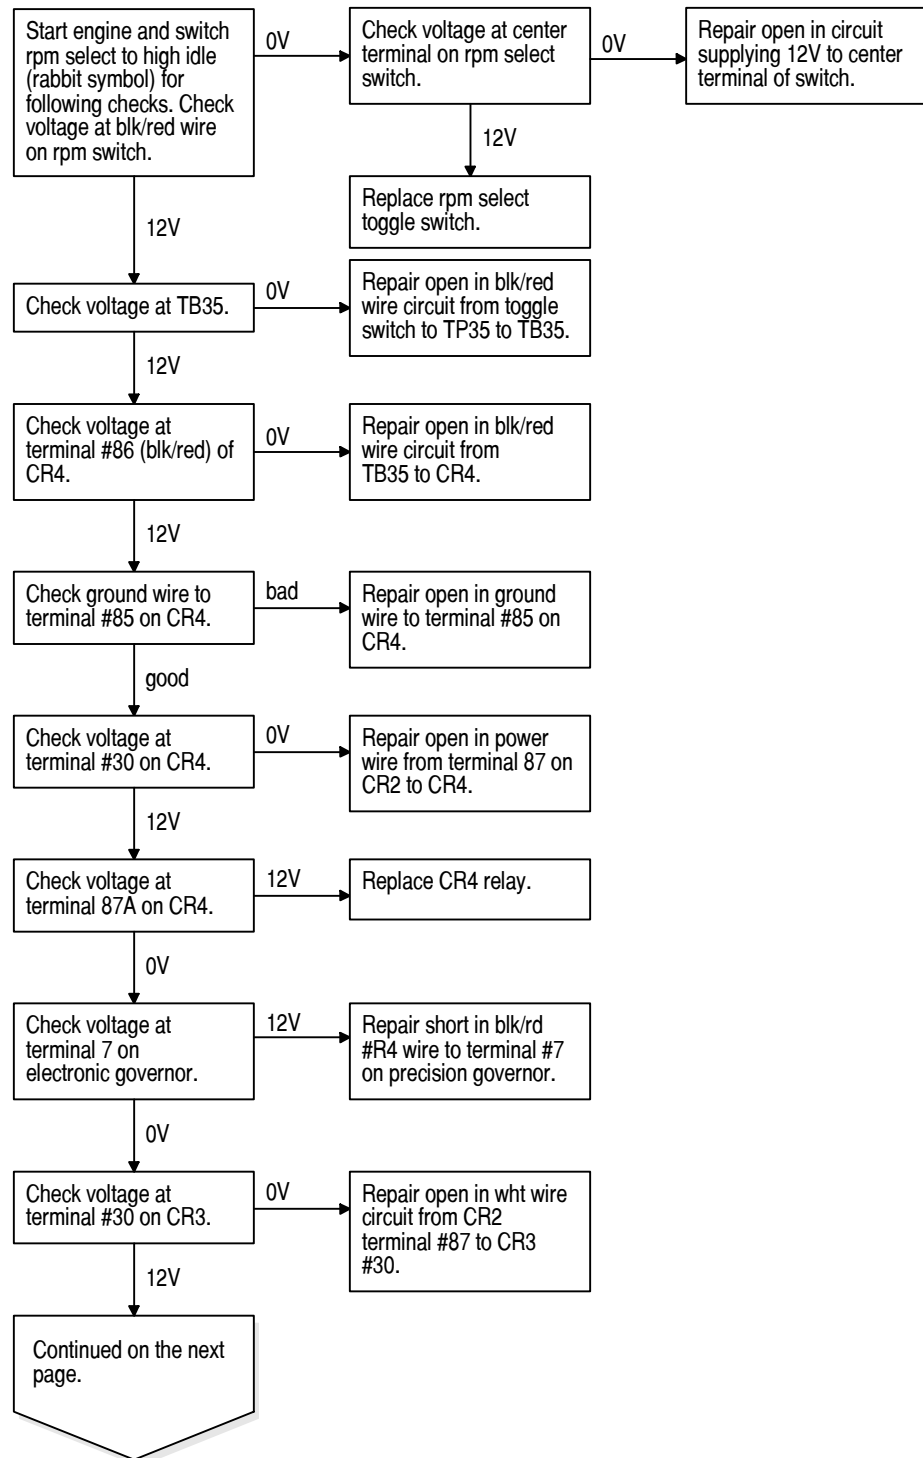 Start engine and switch
rpm select to high idle
(rabbit symbol) for
following checks. Check
voltage at blk/red wire
on rpm switch.
0V
Check voltage at center
terminal on rpm select
switch.
0V
Repair open in circuit
supplying 12V to center
terminal of switch.
12V
Replace rpm select
toggle switch.
12V
Check voltage at TB35.
0V
Repair open in blk/red
wire circuit from toggle
switch to TP35 to TB35.
12V
Check voltage at
terminal #86 (blk/red) of
CR4.
0V
Repair open in blk/red
wire circuit from
TB35 to CR4.
12V
Check ground wire to
terminal #85 on CR4.
bad
Repair open in ground
wire to terminal #85 on
CR4.
good
Check voltage at
terminal #30 on CR4.
0V
Repair open in power
wire from terminal 87 on
CR2 to CR4.
12V
Check voltage at
terminal 87A on CR4.
12V
Replace CR4 relay.
0V
Check voltage at
terminal 7 on
electronic governor.
12V
Repair short in blk/rd
#R4 wire to terminal #7
on precision governor.
0V
Check voltage at
terminal #30 on CR3.
0V
Repair open in wht wire
circuit from CR2
terminal #87 to CR3
#30.
12V
Continued on the next
page.